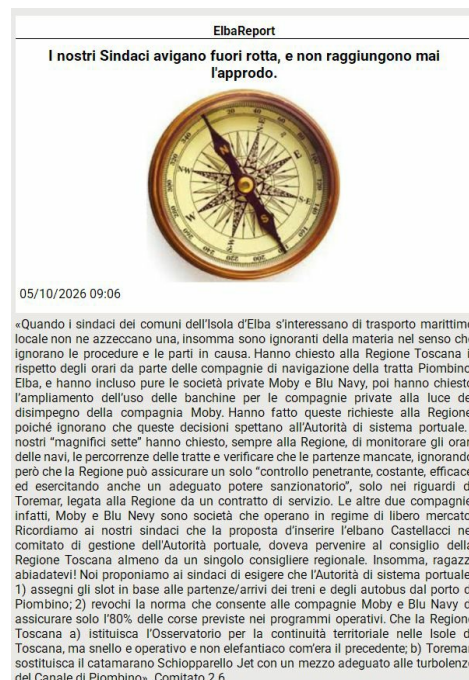 ElbaReport
I nostri Sindaci avigano fuori rotta, e non raggiungono mai
l'approdo.
N
S
W
E
N-W
S-E
S-W
05/10/2026 09:06
«Quando i sindaci dei comuni dell'Isola d'Elba s'interessano di trasporto marittimo
locale non ne azzeccano una, insomma sono ignoranti della materia nel senso che
ignorano le procedure e le parti in causa. Hanno chiesto alla Regione Toscana i
rispetto degli orari da parte delle compagnie di navigazione della tratta Piombino
Elba, e hanno incluso pure le società private Moby e Blu Navy, poi hanno chiesto
l'ampliamento dell'uso delle banchine per le compagnie private alla luce de
disimpegno della compagnia Moby. Hanno fatto queste richieste alla Regione
poiché ignorano che queste decisioni spettano all'Autorità di sistema portuale.
nostri “magnifici sette” hanno chiesto, sempre alla Regione, di monitorare gli orar
delle navi, le percorrenze delle tratte e verificare che le partenze mancate, ignorando
però che la Regione può assicurare un solo “controllo penetrante, costante, efficace
ed esercitando anche un adeguato potere sanzionatorio”, solo nei riguardi d
Toremar, legata alla Regione da un contratto di servizio. Le altre due compagnie
infatti, Moby e Blu Nevy sono società che operano in regime di libero mercato
Ricordiamo ai nostri sindaci che la proposta d'inserire l'elbano Castellacci ne
comitato di gestione dell'Autorità portuale, doveva pervenire al consiglio della
Regione Toscana almeno da un singolo consigliere regionale. Insomma, ragazz
abiadatevi! Noi proponiamo ai sindaci di esigere che l'Autorità di sistema portuale
1) assegni gli slot in base alle partenze/arrivi dei treni e degli autobus dal porto d
Piombino; 2) revochi la norma che consente alle compagnie Moby e Blu Navy d
assicurare solo l'80% delle corse previste nei programmi operativi. Che la Regione
Toscana a) istituisca l'Osservatorio per la continuità territoriale nelle Isole d
Toscana, ma snello e operativo e non elefantiaco com'era il precedente; b) Toremar
sostituisca il catamarano Schiopparello Jet con un mezzo adeguato alle turbolenze
del Canale di Piombino». Comitato 2.6